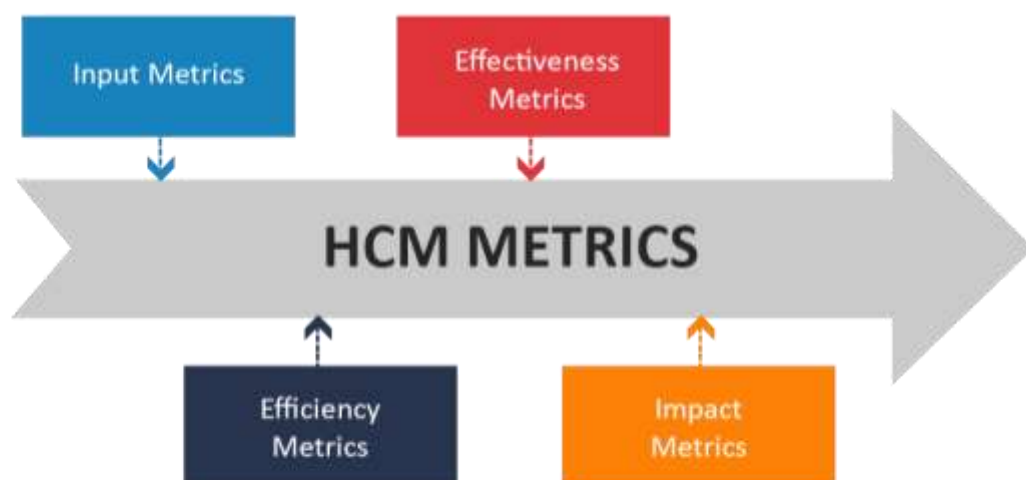 Input Metrics
Effectiveness
Metrics
HCM METRICS
Efficiency
Metrics
Impact
Metrics